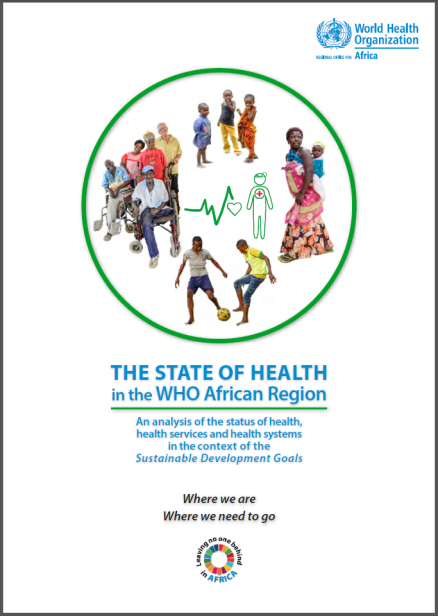 World Health
Organization
REGIONAL OFFICE FOR Africa
THE STATE OF HEALTH
in the WHO African Region
An analysis of the status of health,
health services and health systems
in the context of the
Sustainable Development Goals
Where we are
Where we need to go
Leaving no one behind
in AFRICA